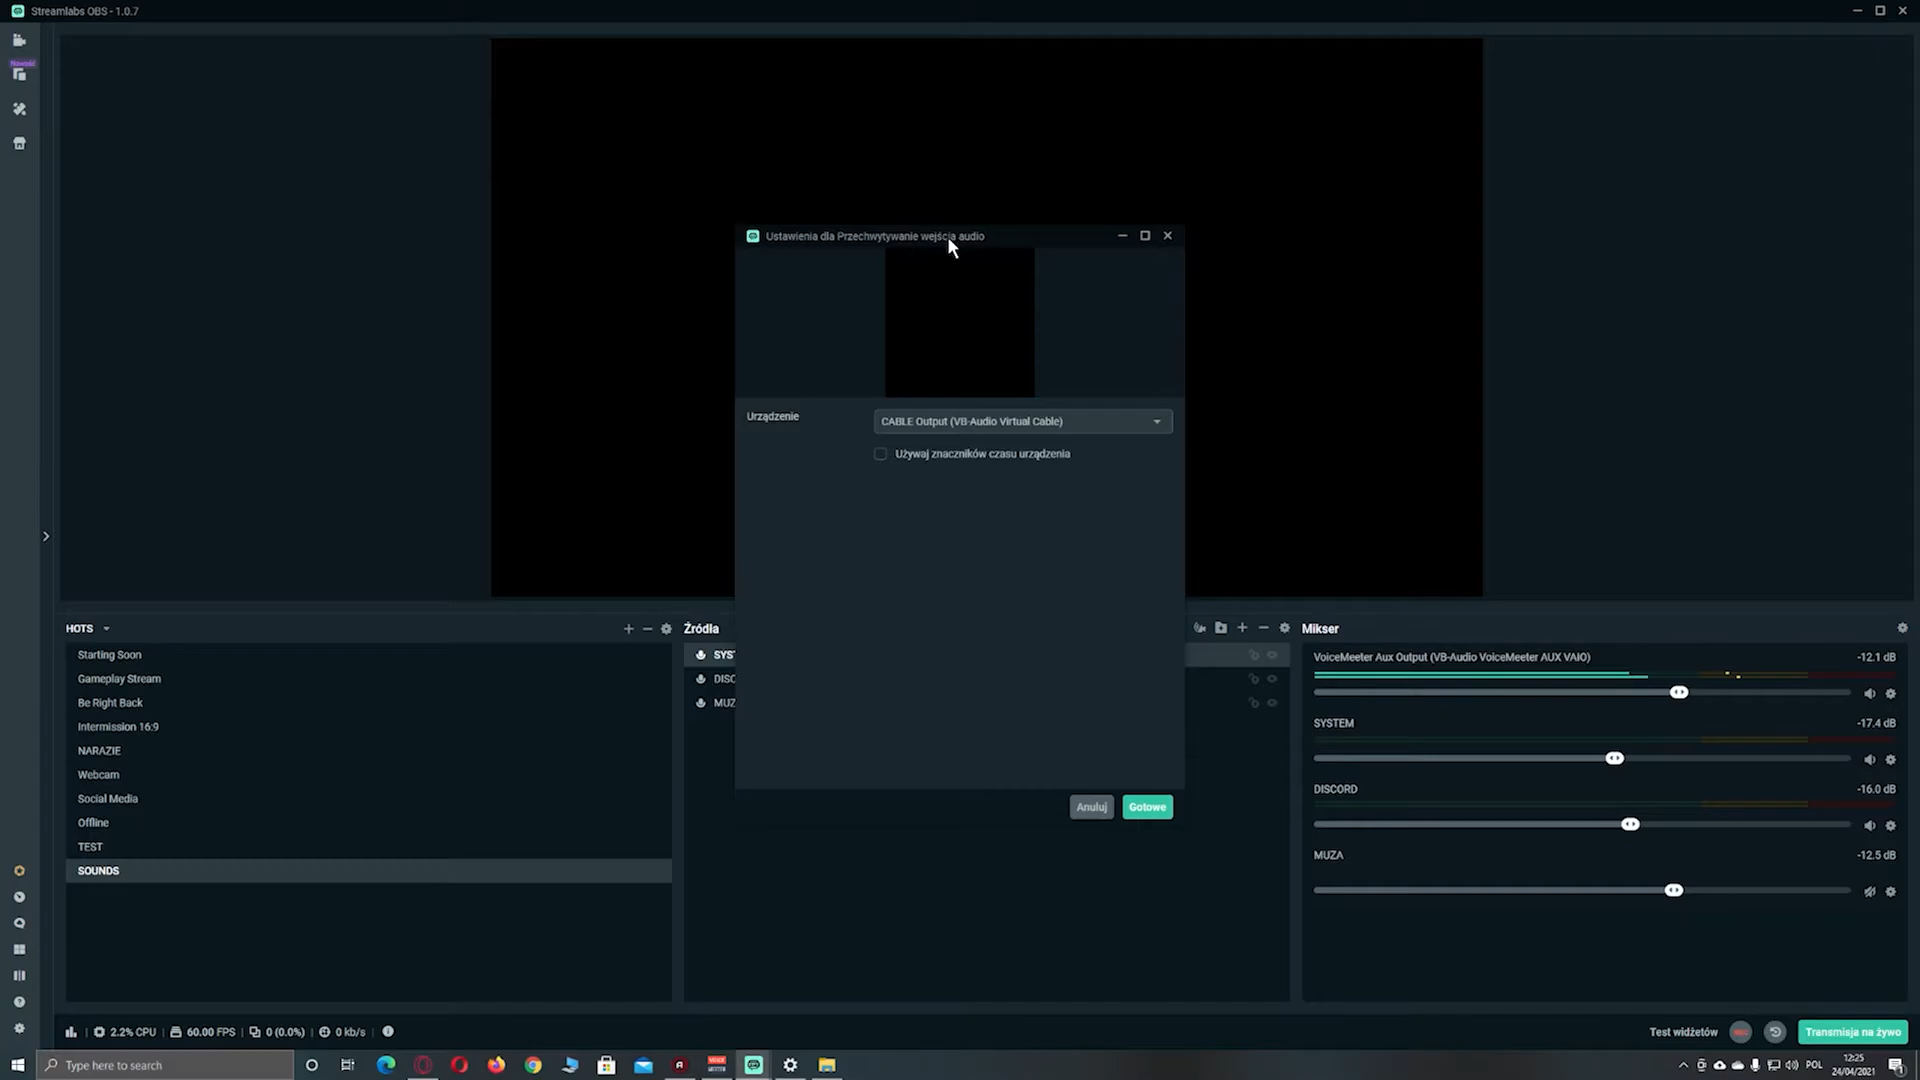 Streamlabs OBS - 1.0.7
Nowość
Ustawienia dla Przechwytywanie wejścia audio
Urządzenie
CABLE Output (VB-Audio Virtual Cable)
Używaj znaczników czasu urządzenia
Anuluj
Gotowe
HOTS
Starting Soon
Gameplay Stream
Be Right Back
Intermission 16:9
NARAZIE
Webcam
Social Media
Offline
TEST
SOUNDS
Źródła
SYS
DISC
MUZ
Mikser
VoiceMeeter Aux Output (VB-Audio VoiceMeeter AUX VAIO)
-12.1 dB
SYSTEM
-17.4 dB
DISCORD
-16.0 dB
MUZA
-12.5 dB
2.2% CPU
60.00 FPS
0 (0.0%)
0 kb/s
Test widżetów
REC
Transmisja na żywo
Type here to search
POL
12:25
24/04/2021